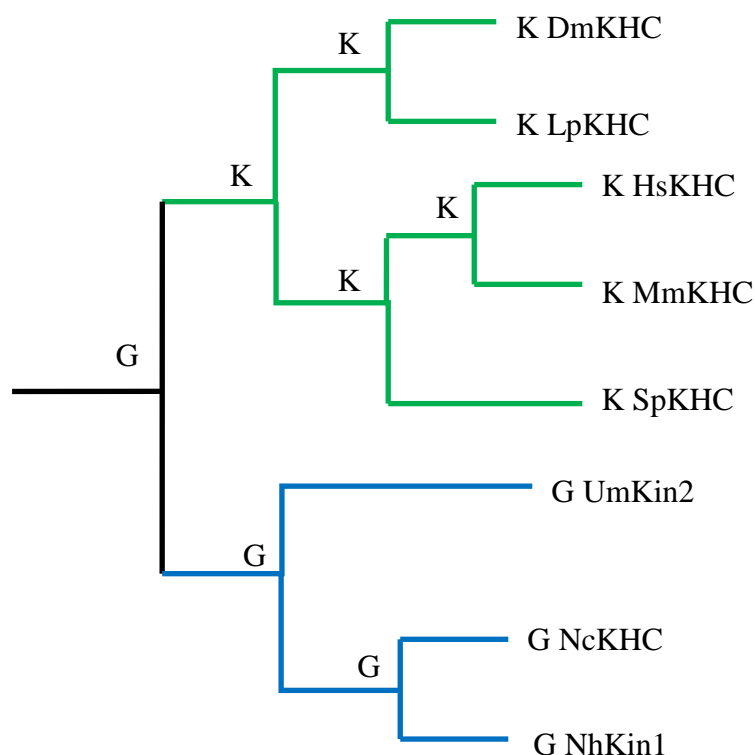 K DmKHC
K
K LpKHC
K
K HsKHC
K
K
K MmKHC
G
K SpKHC
G UmKin2
G
G NcKHC
G
G NhKin1